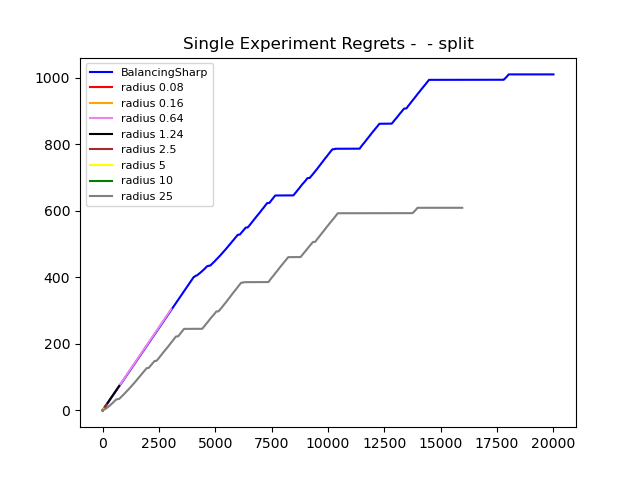 Single Experiment Regrets -  - split
1000
800
600
400
200
0
BalancingSharp
radius 0.08
radius 0.16
radius 0.64
radius 1.24
radius 2.5
radius 5
radius 10
radius 25
0 2500 5000 7500 10000 12500 15000 17500 20000